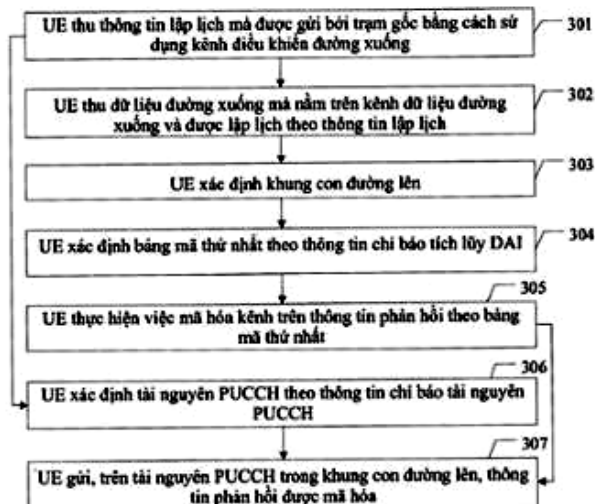 UE thu thông tin lập lịch mà được gửi bởi trạm gốc bằng cách sử
dụng kênh điều khiển đường xuống
301
UE thu dữ liệu đường xuống mà nằm trên kênh dữ liệu đường
xuống và được lập lịch theo thông tin lập lịch
302
UE xác định khung con đường lên
303
UE xác định bảng mã thứ nhất theo thông tin chỉ báo tích lũy DAI
304
305
UE thực hiện việc mã hóa kênh trên thông tin phản hồi theo bảng
mã thứ nhất
306
UE xác định tài nguyên PUCCH theo thông tin chỉ báo tài nguyên
PUCCH
307
UE gửi, trên tài nguyên PUCCH trong khung con đường lên, thông
tin phản hồi được mã hóa